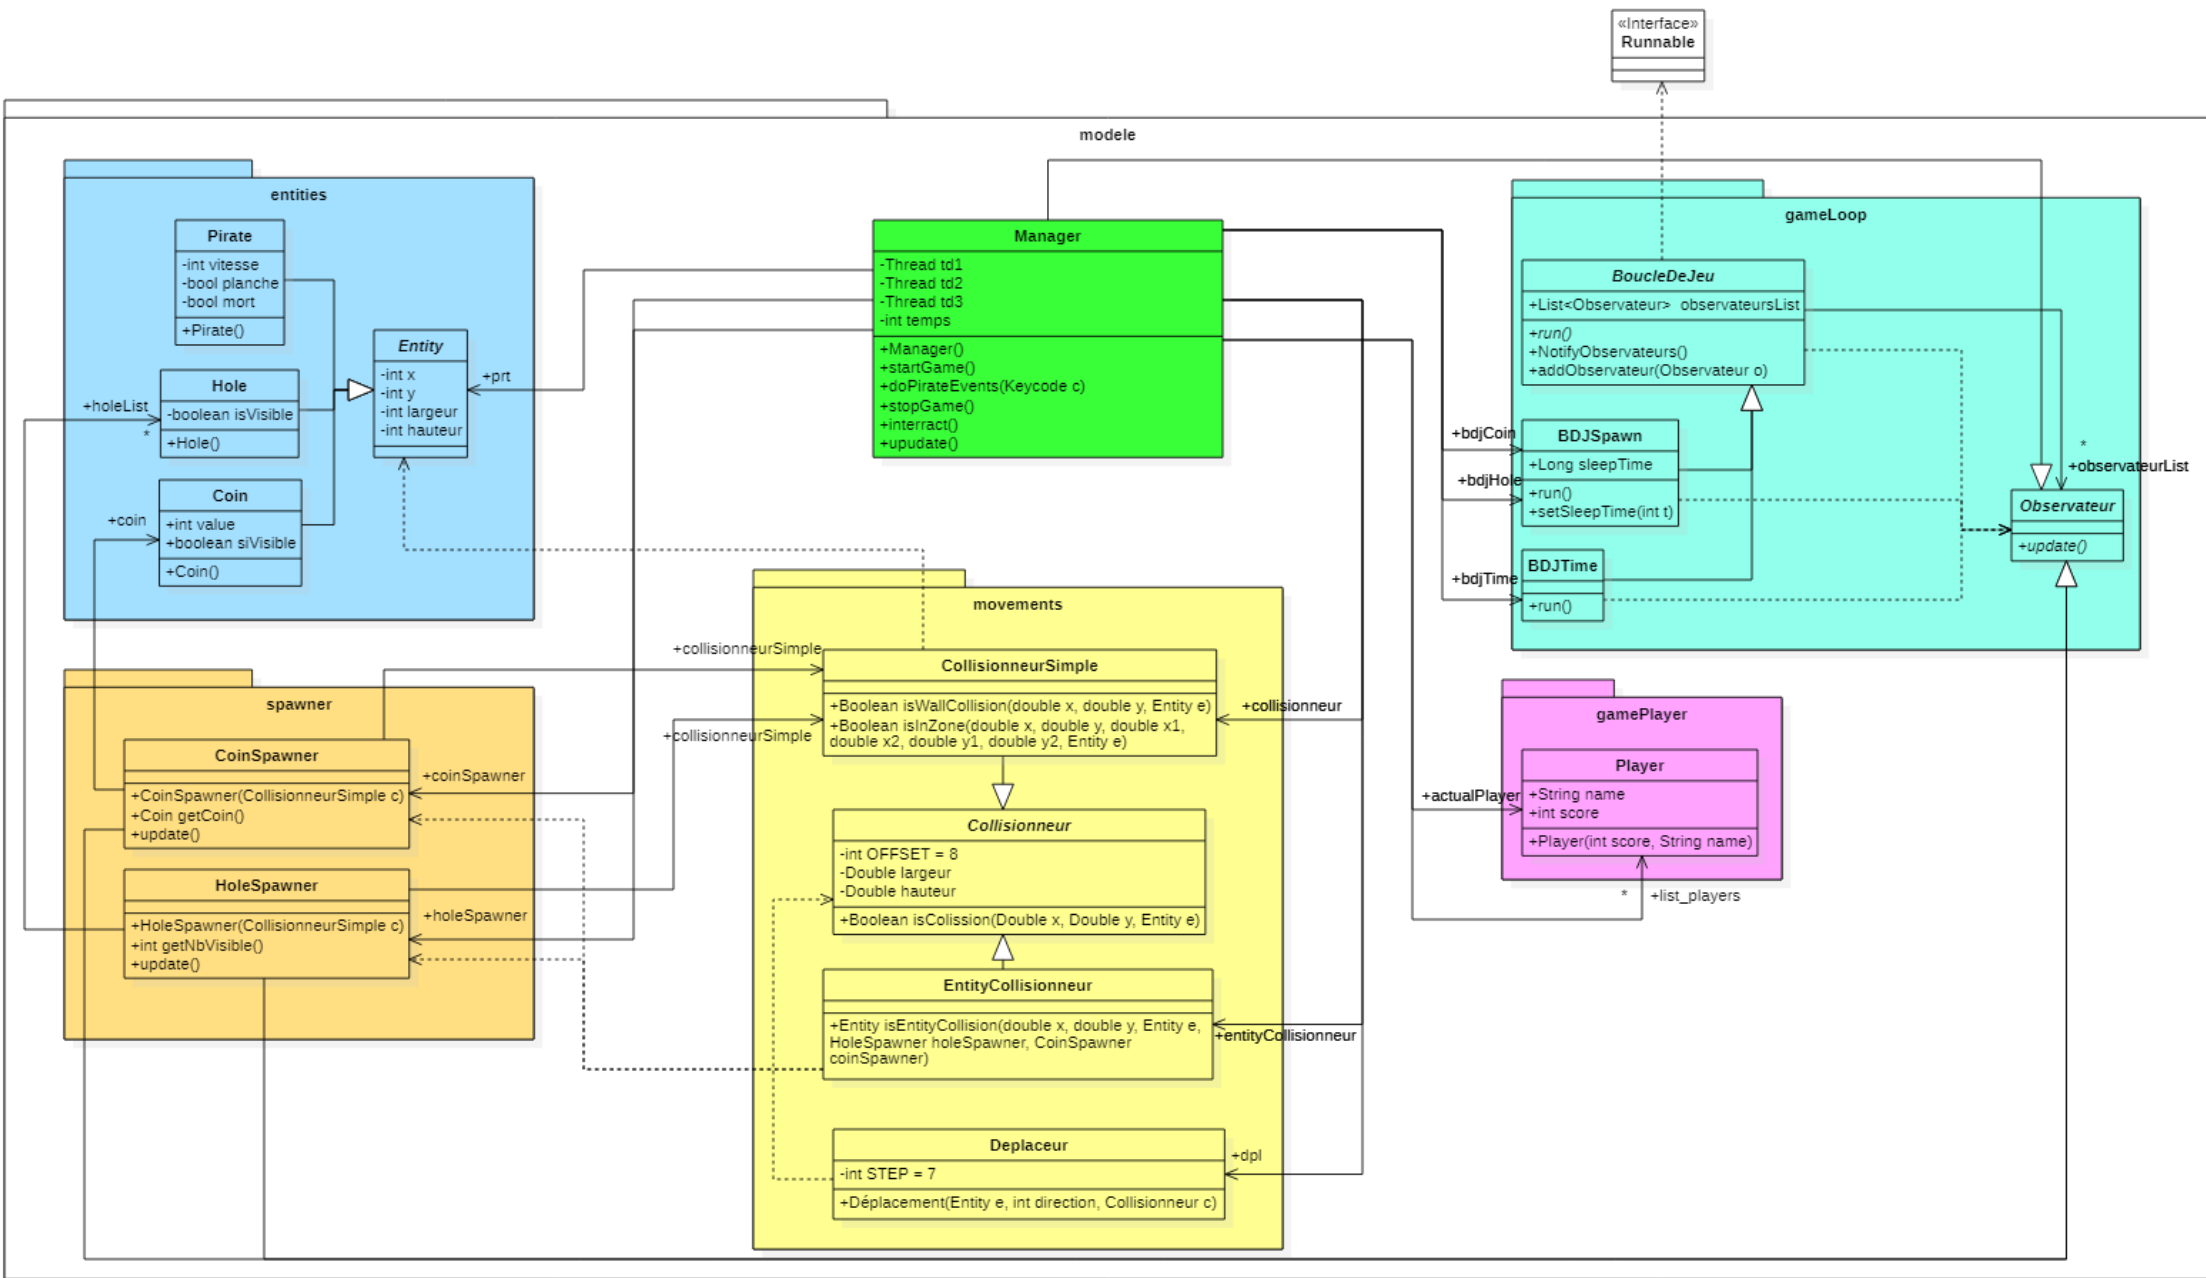 «Interface»
Runnable
modele
entities
Pirate
-int vitesse
-bool planche
-bool mort
+Pirate()
Entity
-int x
-int y
-int largeur
-int hauteur
+prt
Hole
-boolean isVisible
+Hole()
+holeList
*
Coin
+int value
+boolean siVisible
+Coin()
+coin
Manager
-Thread td1
-Thread td2
-Thread td3
-int temps
+Manager()
+startGame()
+doPirateEvents(Keycode c)
+stopGame()
+interract()
+upudate()
gameLoop
BoucleDeJeu
+List<Observateur> observateursList
+run()
+NotifyObservateurs()
+addObservateur(Observateur o)
+bdjCoin
+bdjHole
+bdjTime
BDJSpawn
+Long sleepTime
+run()
+setSleepTime(int t)
BDJTime
+run()
*
+observateurList
Observateur
+update()
spawner
CoinSpawner
+CoinSpawner(CollisionneurSimple c)
+Coin getCoin()
+update()
+coinSpawner
HoleSpawner
+HoleSpawner(CollisionneurSimple c)
+int getNbVisible()
+update()
+holeSpawner
movements
+collisionneurSimple
+collisionneurSimple
CollisionneurSimple
+Boolean isWallCollision(double x, double y, Entity e)
+Boolean isInZone(double x, double y, double x1,
double x2, double y1, double y2, Entity e)
+collisionneur
Collisionneur
-int OFFSET = 8
-Double largeur
-Double hauteur
+Boolean isColission(Double x, Double y, Entity e)
EntityCollisionneur
+Entity isEntityCollision(double x, double y, Entity e,
HoleSpawner holeSpawner, CoinSpawner
coinSpawner)
+entityCollisionneur
Deplaceur
-int STEP = 7
+Déplacement(Entity e, int direction, Collisionneur c)
+dpl
gamePlayer
Player
+String name
+int score
+Player(int score, String name)
+actualPlayer
*
+list_players